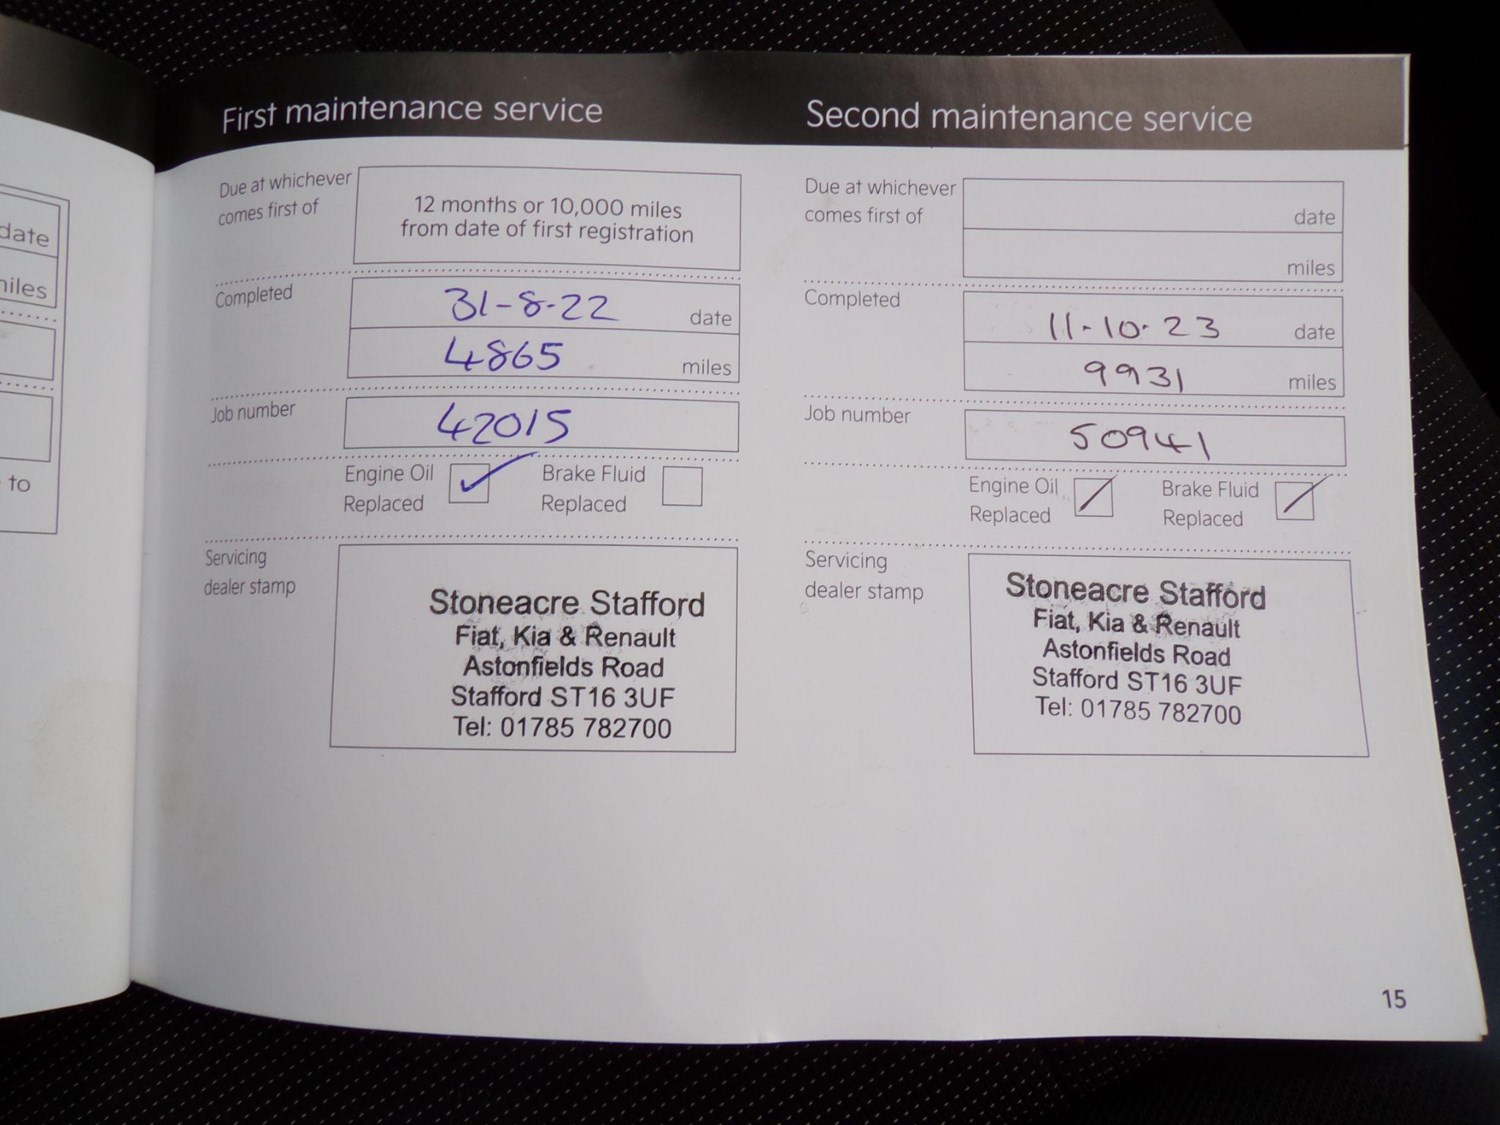 date
miles
to
First maintenance service
Due at whichever
comes first of
12 months or 10,000 miles
from date of first registration
Completed
31-8-22 date
4865 miles
Job number
42015
Engine Oil
Replaced
Brake Fluid
Replaced
Servicing
dealer stamp
Stoneacre Stafford
Fiat, Kia & Renault
Astonfields Road
Stafford ST16 3UF
Tel: 01785 782700
Second maintenance service
Due at whichever
comes first of
date
miles
Completed
11-10-23 date
9931 miles
Job number
50941
Engine Oil
Replaced
Brake Fluid
Replaced
Servicing
dealer stamp
Stoneacre Stafford
Fiat, Kia & Renault
Astonfields Road
Stafford ST16 3UF
Tel: 01785 782700
15